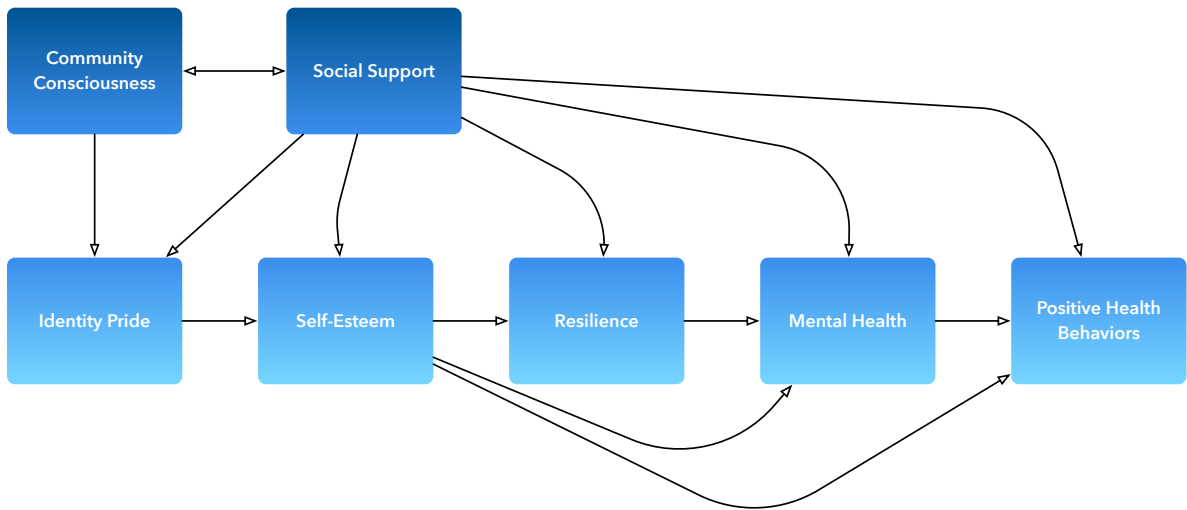 Community
Consciousness
Social Support
Identity Pride
Self-Esteem
Resilience
Mental Health
Positive Health
Behaviors